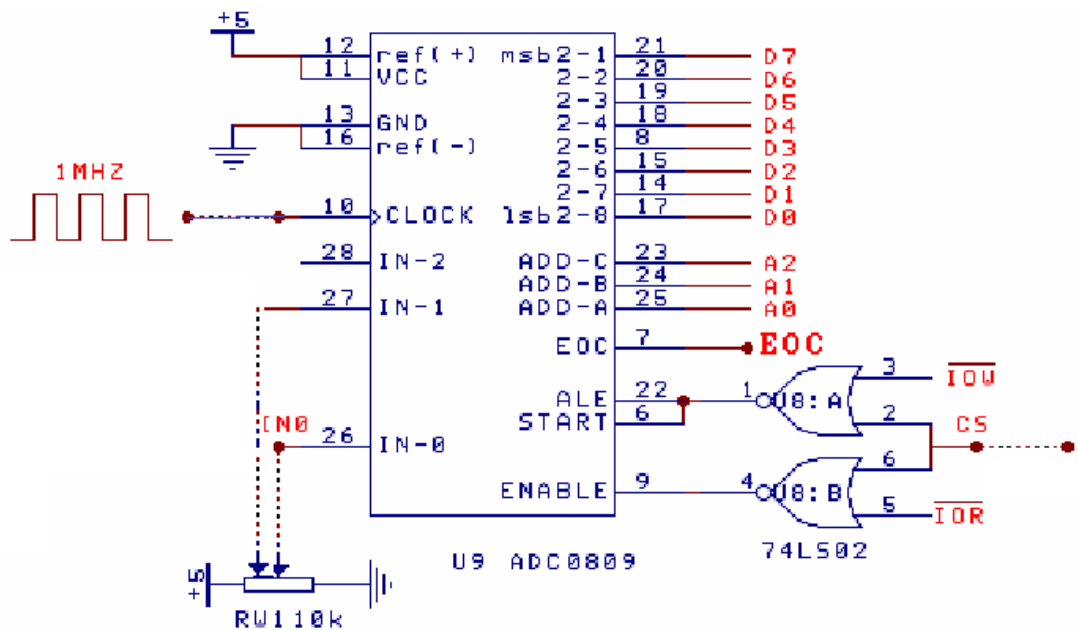 +5
12 ref(+) msb2-1 21 D7
11 VCC 2-2 20 D6
2-3 19 D5
13 GND 2-4 18 D4
16 ref(-) 2-5 8 D3
1MHZ 2-6 15 D2
2-7 14 D1
10 CLOCK lsb2-8 17 D0
28 IN-2 ADD-C 23 A2
ADD-B 24 A1
27 IN-1 ADD-A 25 A0
EOC 7 EOC
3 IOW
ALE 22 1 U8:A
START 6 2 CS
IN0 26 IN-0
6
ENABLE 9 4 U8:B
5 IOR
U9 ADC0809 74LS02
+5
RW110k